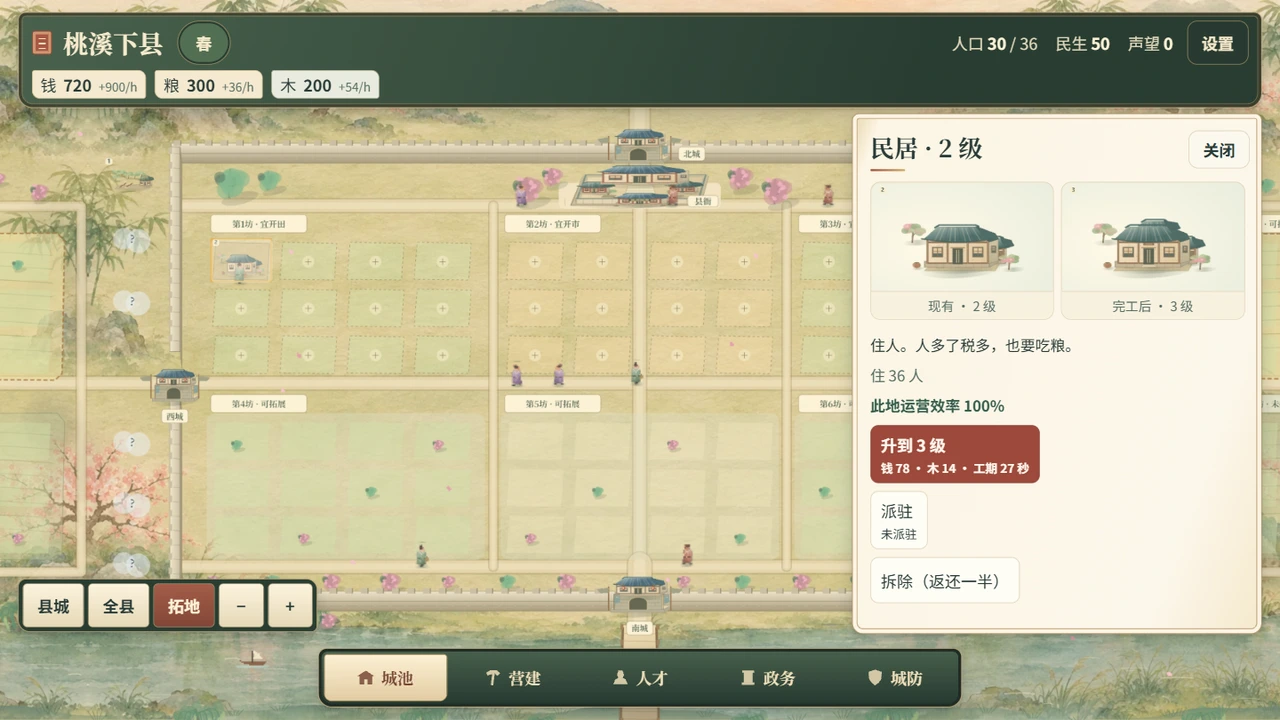 桃溪下县
春
人口 30 / 36 民生 50 声望 0 设置
钱 720 +900/h 粮 300 +36/h 木 200 +54/h
北城
县衙
第1坊 · 宜开田
第2坊 · 宜开市
第3坊 · 宜
西城
第4坊 · 可拓展
第5坊 · 可拓展
第6坊 · 可
?
?
?
?
?
南城
民居 · 2 级
关闭
2
3
现有 · 2 级
完工后 · 3 级
住人。人多了税多，也要吃粮。
住 36 人
此地运营效率 100%
升到 3 级
钱 78 · 木 14 · 工期 27 秒
派驻
未派驻
拆除（返还一半）
县城 全县 拓地 − +
城池 营建 人才 政务 城防